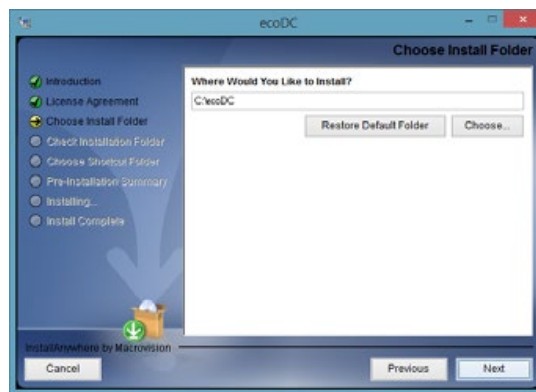 ecoDC
Choose Install Folder
Introduction
License Agreement
Choose Install Folder
Check Installation Folder
Choose Shortcut Folder
Pre-Installation Summary
Installing...
Install Complete
Where Would You Like to Install?
C:\ecoDC
Restore Default Folder
Choose...
InstallAnywhere by Macrovision
Cancel
Previous
Next